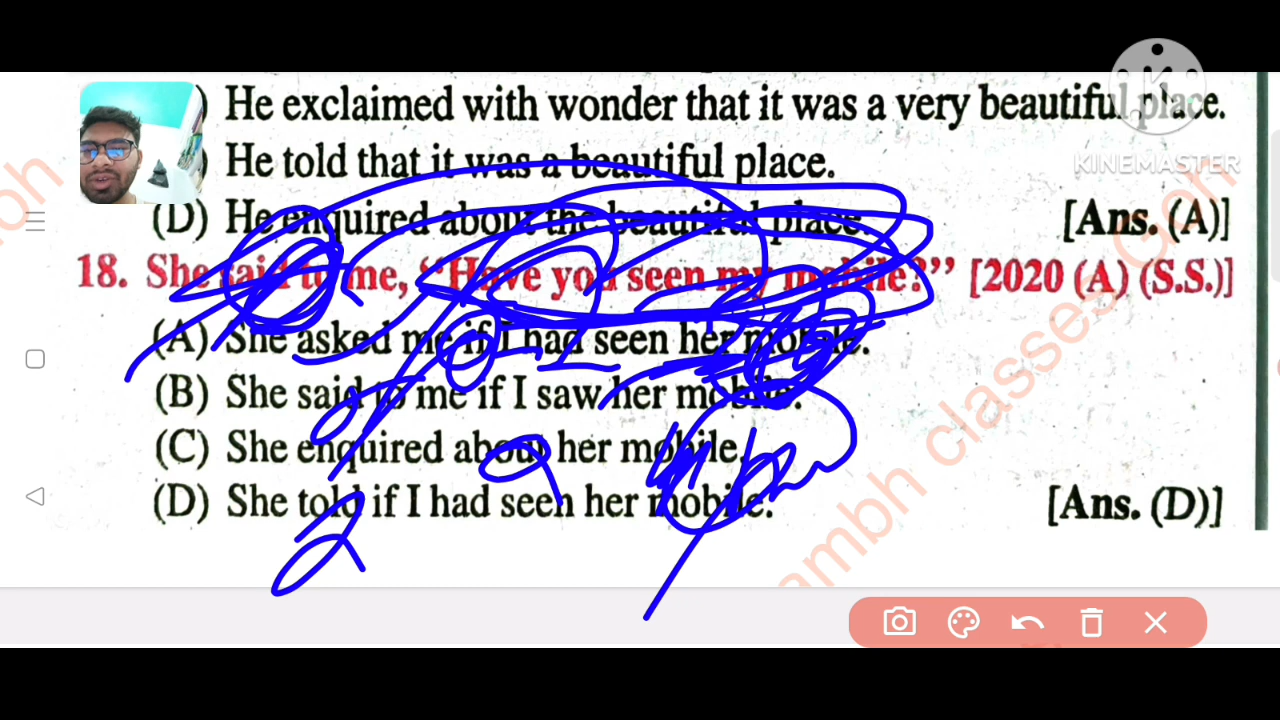 ) He exclaimed with wonder that it was a very beautiful place.
) He told that it was a beautiful place.
(D) He enquired about the beautiful place. [Ans. (A)]
18. She said to me, “Have you seen my mobile?” [2020 (A) (S.S.)]
(A) She asked me if I had seen her mobile.
(B) She said to me if I saw her mobile.
(C) She enquired about her mobile.
(D) She told if I had seen her mobile. [Ans. (D)]
K
KINEMASTER
ambh classes